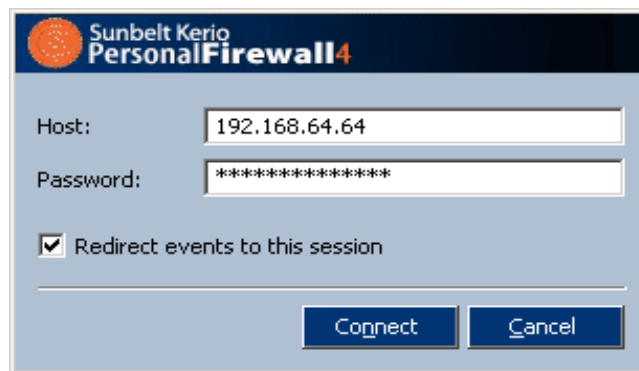 Sunbelt Kerio
PersonalFirewall4
Host: 192.168.64.64
Password: **************
Redirect events to this session
Connect Cancel